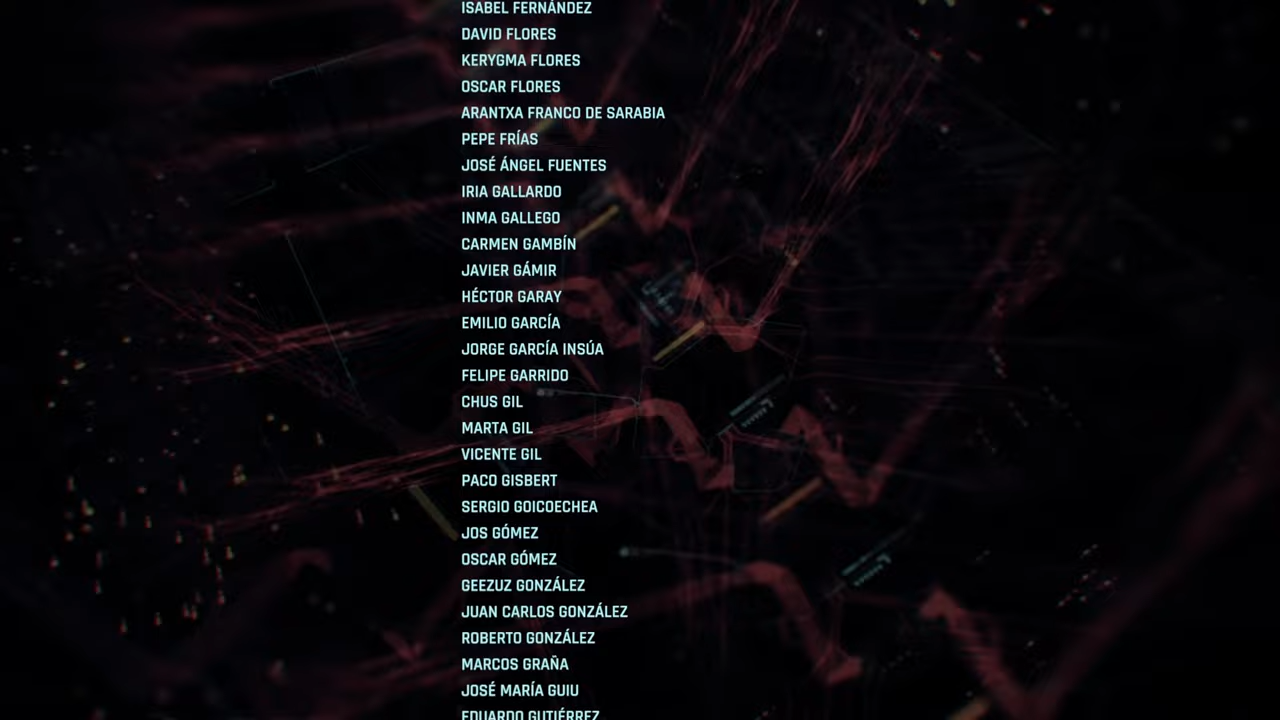 ISABEL FERNÁNDEZ
DAVID FLORES
KERYGMA FLORES
OSCAR FLORES
ARANTXA FRANCO DE SARABIA
PEPE FRÍAS
JOSÉ ÁNGEL FUENTES
IRIA GALLARDO
INMA GALLEGO
CARMEN GAMBÍN
JAVIER GÁMIR
HÉCTOR GARAY
EMILIO GARCÍA
JORGE GARCÍA INSÚA
FELIPE GARRIDO
CHUS GIL
MARTA GIL
VICENTE GIL
PACO GISBERT
SERGIO GOICOECHEA
JOS GÓMEZ
OSCAR GÓMEZ
GEEZUZ GONZÁLEZ
JUAN CARLOS GONZÁLEZ
ROBERTO GONZÁLEZ
MARCOS GRAÑA
JOSÉ MARÍA GUIU
EDUARDO GUTIÉRREZ